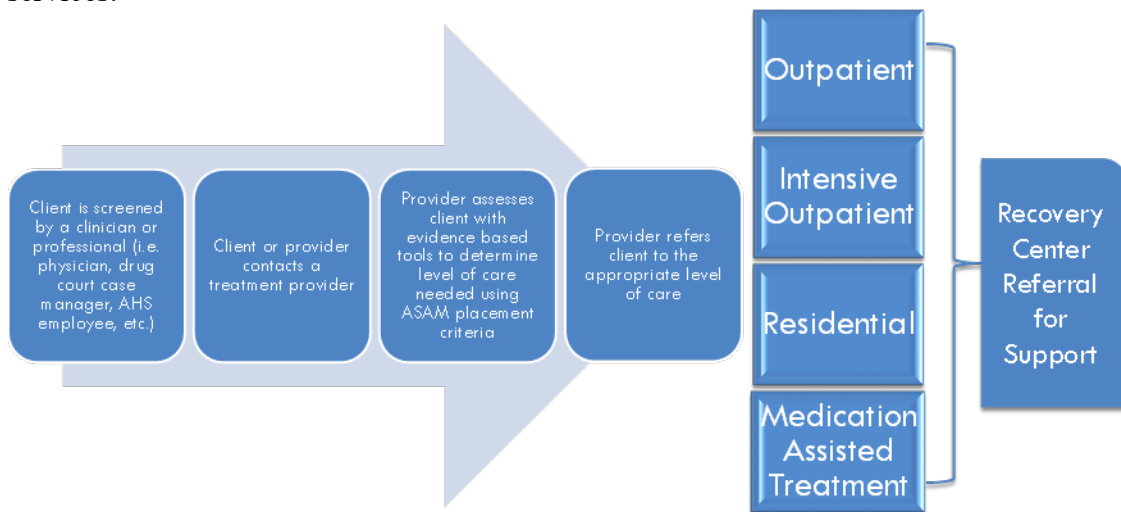 Client is screened
by a clinician or
professional (i.e.
physician, drug
court case
manager, AHS
employee, etc.)
Client or provider
contacts a
treatment provider
Provider assesses
client with
evidence based
tools to determine
level of care
needed using
ASAM placement
criteria
Provider refers
client to the
appropriate level
of care
Outpatient
Intensive
Outpatient
Residential
Medication
Assisted
Treatment
Recovery
Center
Referral
for
Support